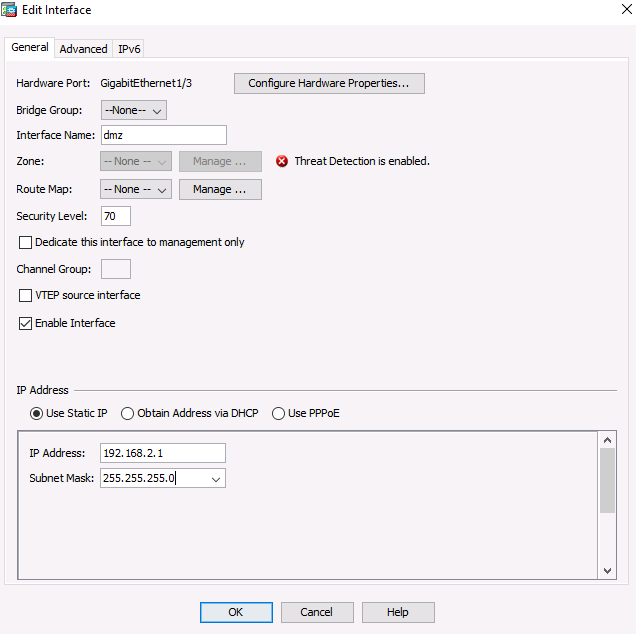 Edit Interface
General Advanced IPv6
Hardware Port: GigabitEthernet1/3 Configure Hardware Properties...
Bridge Group: --None--
Interface Name: dmz
Zone: -- None -- Manage ... Threat Detection is enabled.
Route Map: -- None -- Manage ...
Security Level: 70
Dedicate this interface to management only
Channel Group:
VTEP source interface
Enable Interface
IP Address
Use Static IP Obtain Address via DHCP Use PPPoE
IP Address: 192.168.2.1
Subnet Mask: 255.255.255.0
OK Cancel Help